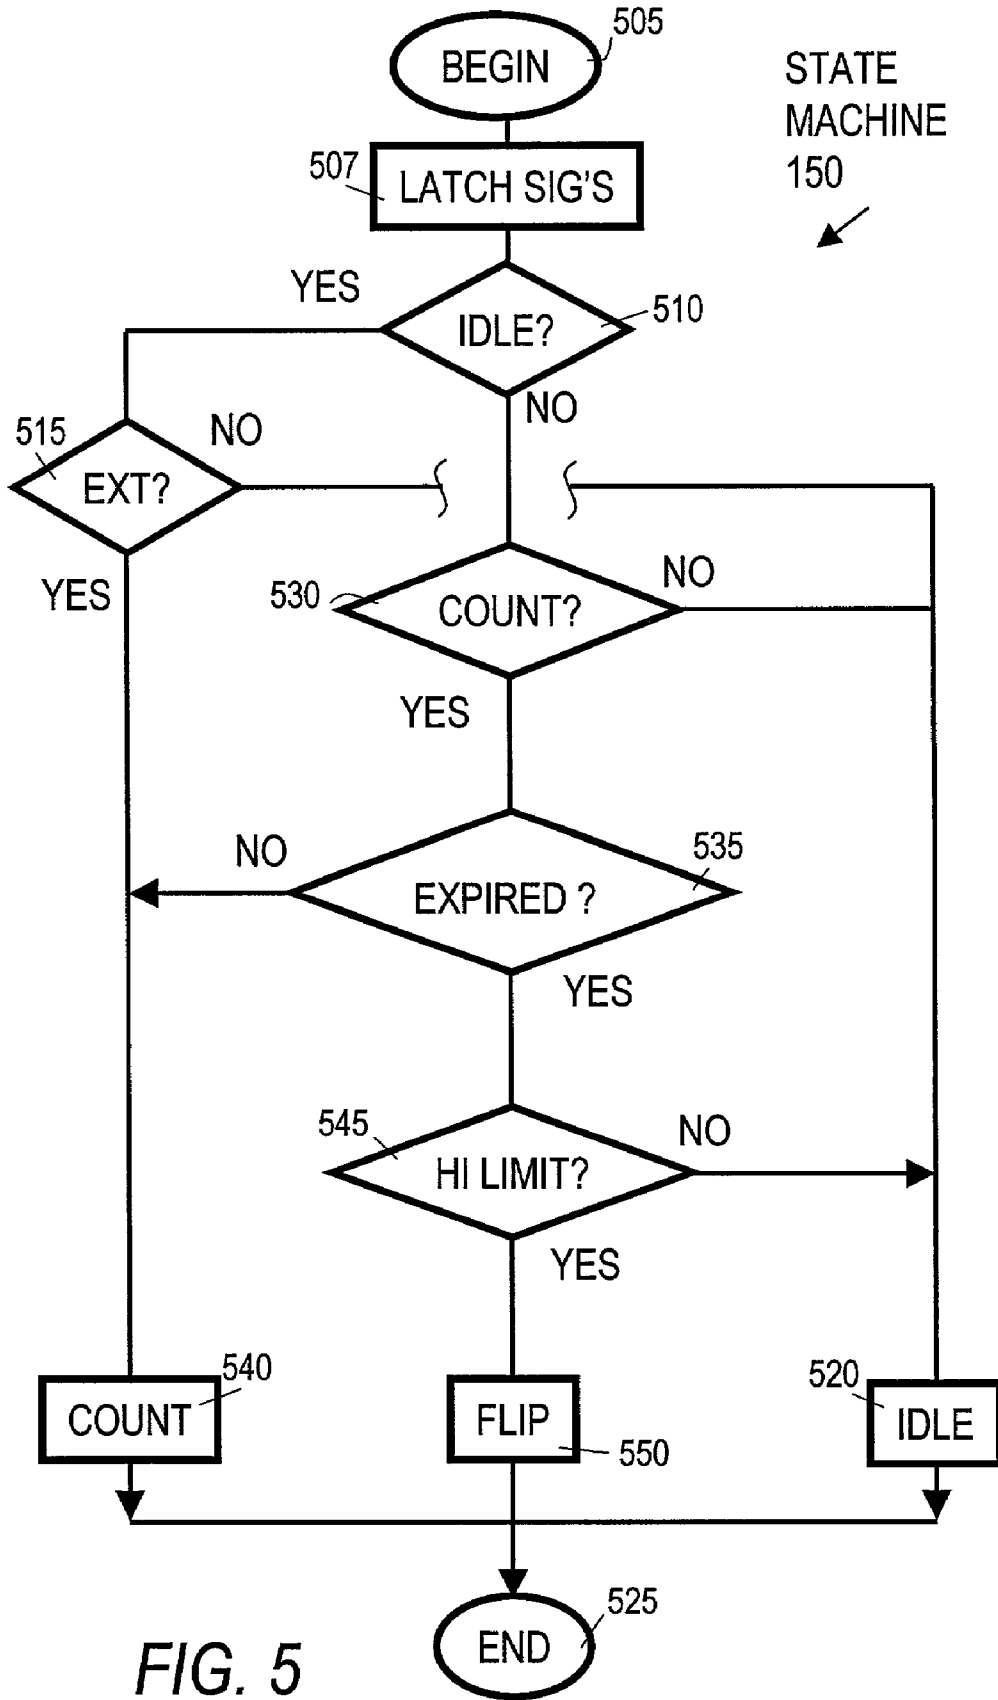 505
BEGIN
STATE
MACHINE
150
507
LATCH SIG'S
YES
510
IDLE?
NO
515
NO
EXT?
YES
530
COUNT?
NO
YES
NO
535
EXPIRED ?
YES
545
NO
HI LIMIT?
YES
540
COUNT
FLIP
550
520
IDLE
525
END
FIG. 5